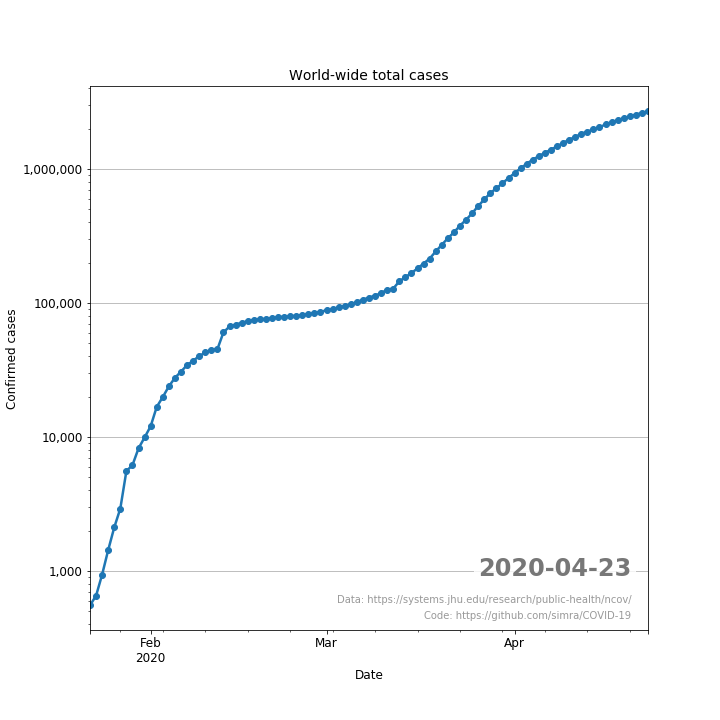 World-wide total cases
Confirmed cases
1,000,000
100,000
10,000
1,000
2020-04-23
Data: https://systems.jhu.edu/research/public-health/ncov/
Code: https://github.com/simra/COVID-19
Feb
2020
Mar
Apr
Date